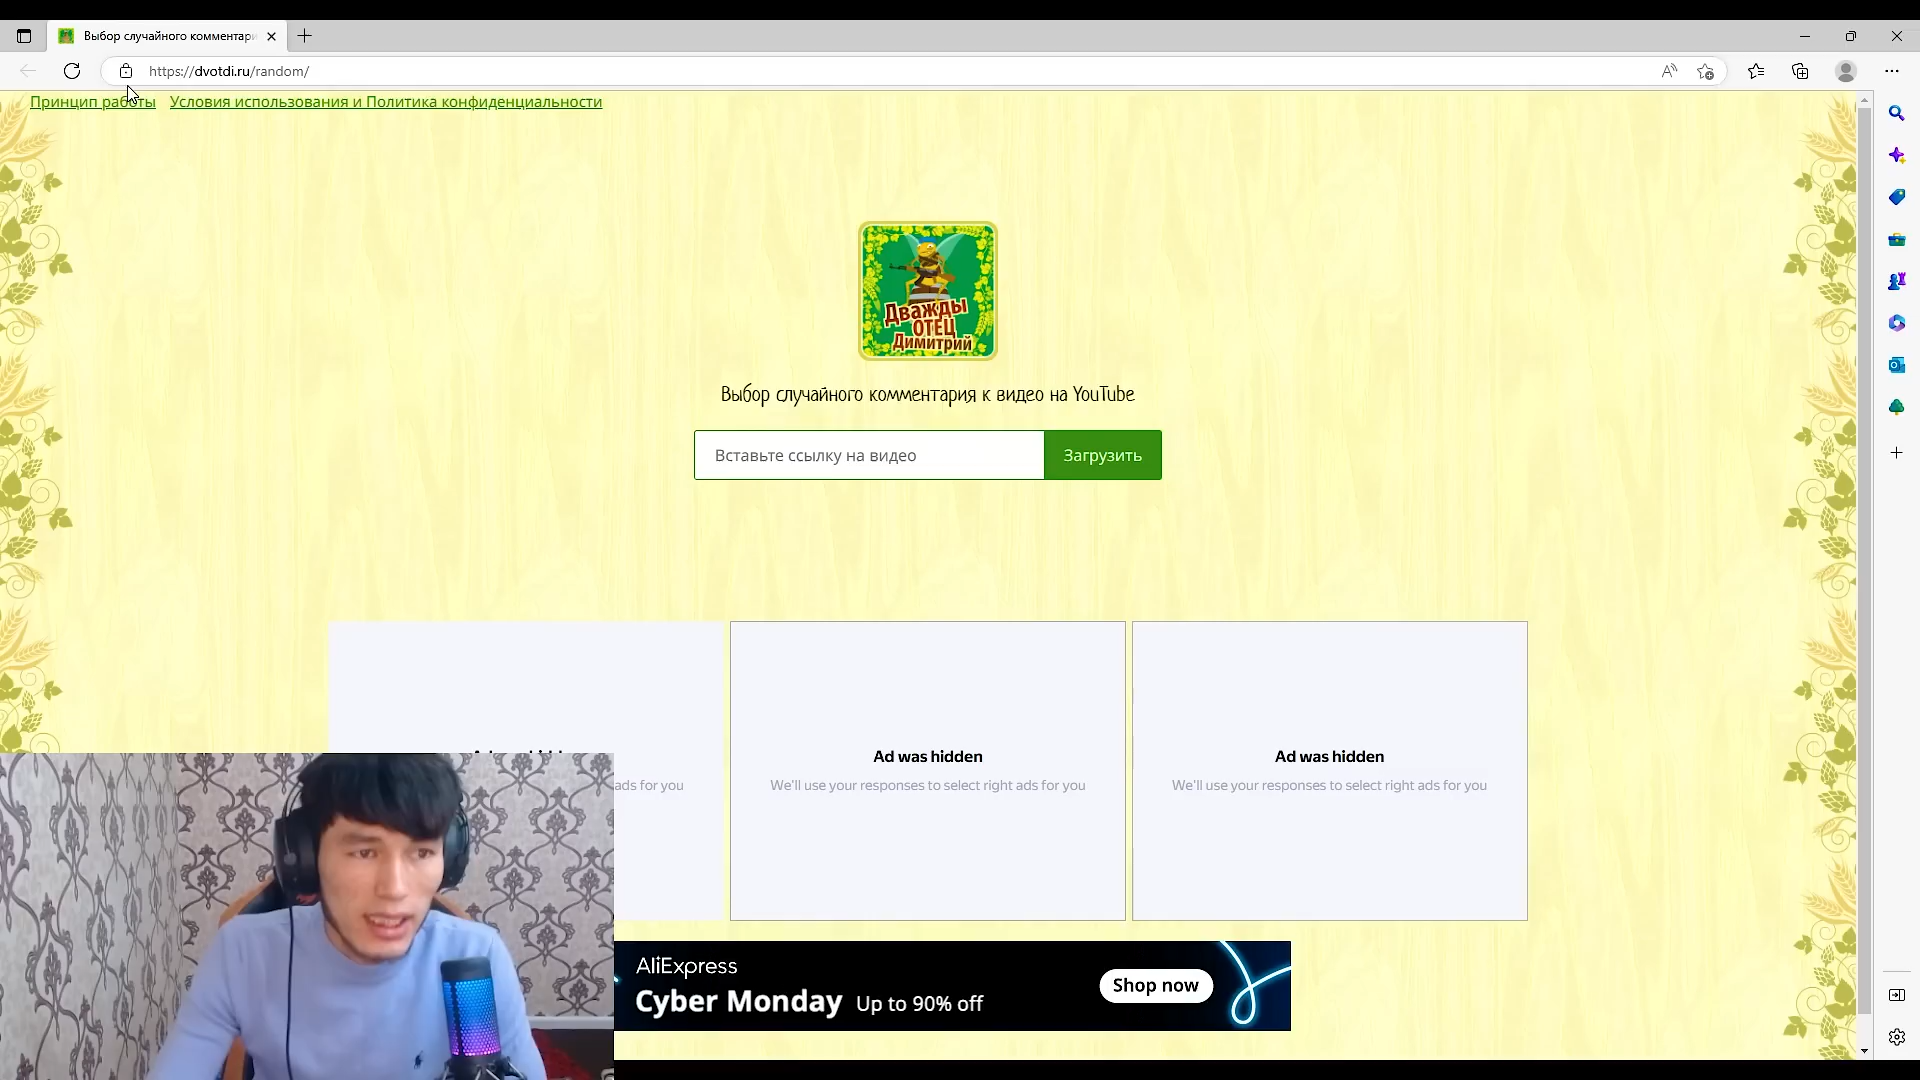 Выбор случайного комментари
https://dvotdi.ru/random/
Принцип работы Условия использования и Политика конфиденциальности
Дважды
ОТЕЦ
Димитрий
Выбор случайного комментария к видео на YouTube
Вставьте ссылку на видео Загрузить
Ad was hidden Ad was hidden
ads for you We'll use your responses to select right ads for you We'll use your responses to select right ads for you
AliExpress
Cyber Monday Up to 90% off Shop now